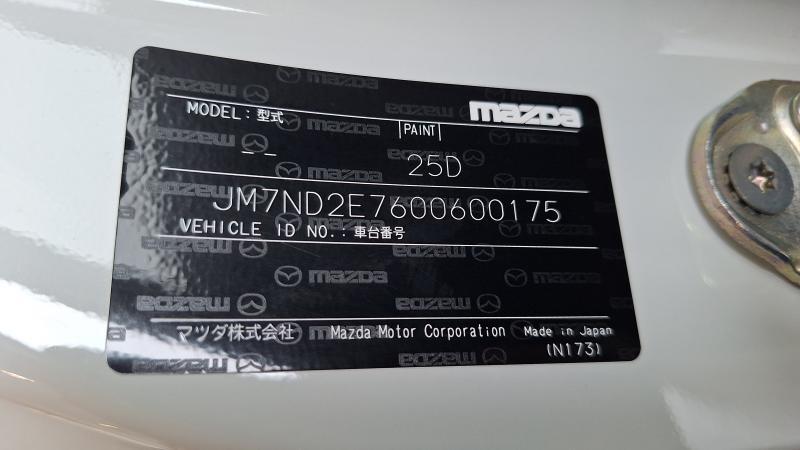 mazda
MODEL : 型式
PAINT
_ _
25D
JM7ND2E7600600175
VEHICLE ID NO. : 車台番号
マツダ株式会社 Mazda Motor Corporation Made in Japan
(N173)